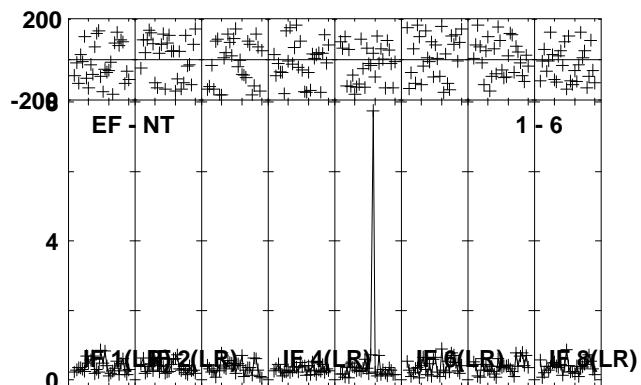 200
-200
8
EF - NT 1 - 6
4
0
IF 1(LR) IF 2(LR) IF 4(LR) IF 6(LR) IF 8(LR)